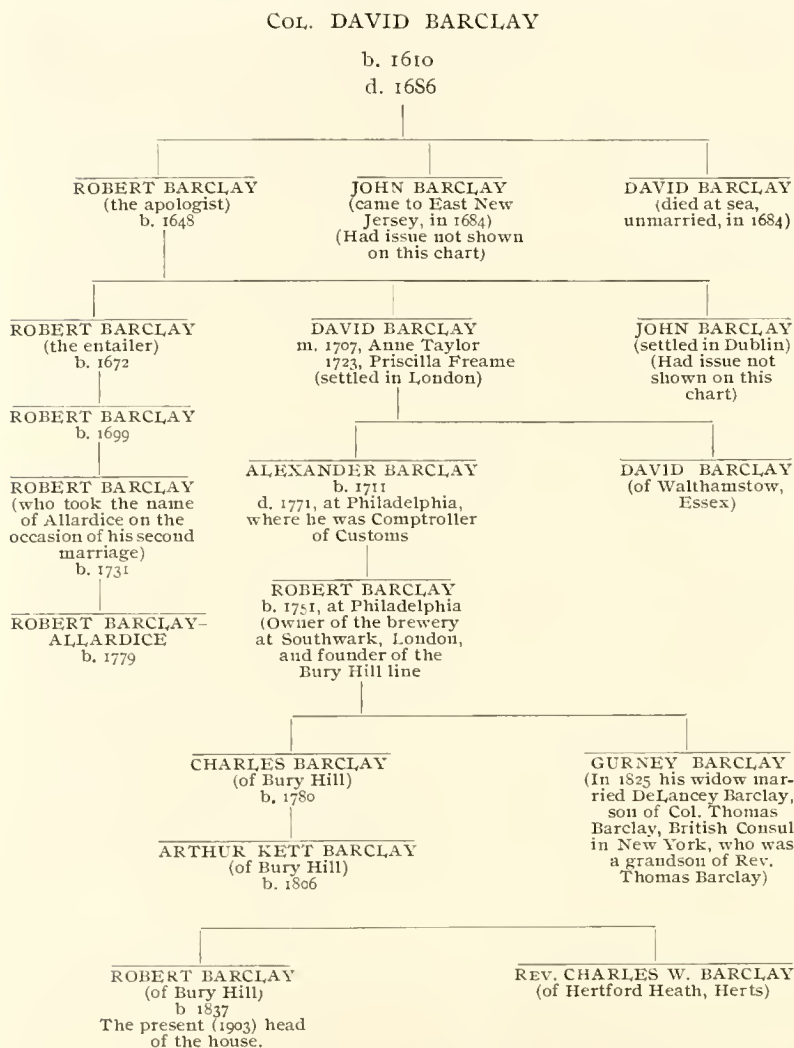 COL. DAVID BARCLAY
b. 1610
d. 1686
ROBERT BARCLAY
(the apologist)
b. 1648
JOHN BARCLAY
(came to East New
Jersey, in 1684)
(Had issue not shown
on this chart)
DAVID BARCLAY
(died at sea,
unmarried, in 1684)
ROBERT BARCLAY
(the entailer)
b. 1672
DAVID BARCLAY
m. 1707, Anne Taylor
1723, Priscilla Freame
(settled in London)
JOHN BARCLAY
(settled in Dublin)
(Had issue not
shown on this
chart)
ROBERT BARCLAY
b. 1699
ALEXANDER BARCLAY
b. 1711
d. 1771, at Philadelphia,
where he was Comptroller
of Customs
DAVID BARCLAY
(of Walthamstow,
Essex)
ROBERT BARCLAY
(who took the name
of Allardice on the
occasion of his second
marriage)
b. 1731
ROBERT BARCLAY
b. 1751, at Philadelphia
(Owner of the brewery
at Southwark, London,
and founder of the
Bury Hill line
ROBERT BARCLAY-
ALLARDICE
b. 1779
CHARLES BARCLAY
(of Bury Hill)
b. 1780
GURNEY BARCLAY
(In 1825 his widow mar-
ried DeLancey Barclay,
son of Col. Thomas
Barclay, British Consul
in New York, who was
a grandson of Rev.
Thomas Barclay)
ARTHUR KETT BARCLAY
(of Bury Hill)
b. 1806
ROBERT BARCLAY
(of Bury Hill)
b 1837
The present (1903) head
of the house.
REV. CHARLES W. BARCLAY
(of Hertford Heath, Herts)